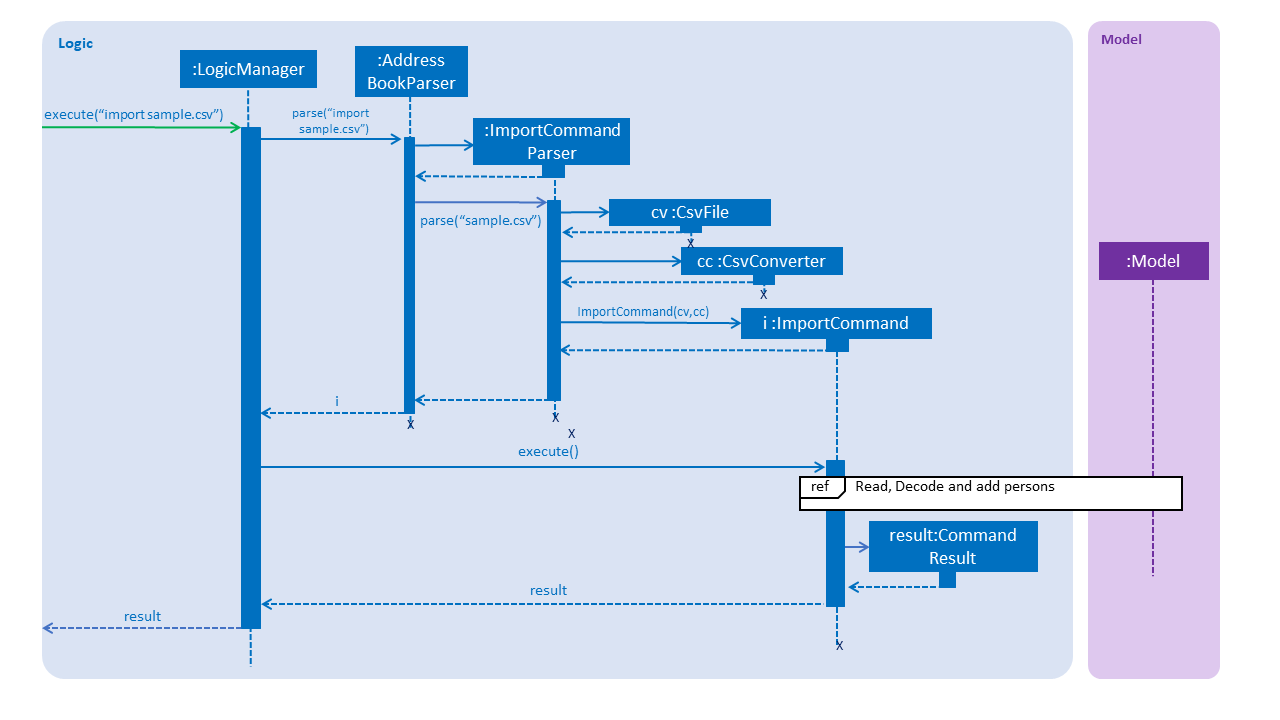 Logic
Model
:LogicManager
:Address
BookParser
execute(“import sample.csv”)
parse(“import
sample.csv”)
:ImportCommand
Parser
parse(“sample.csv”)
cv :CsvFile
X
cc :CsvConverter
X
:Model
ImportCommand(cv,cc)
i :ImportCommand
i
X
X
X
execute()
ref
Read, Decode and add persons
result:Command
Result
result
result
X